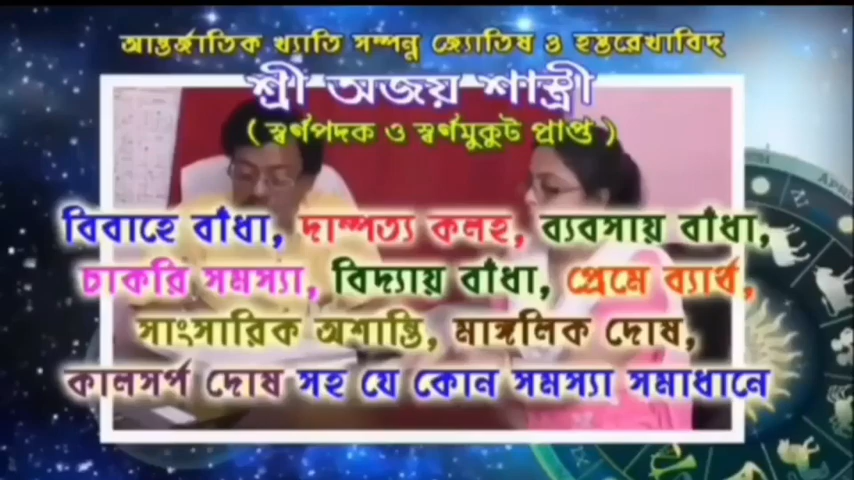 আন্তর্জাতিক খ্যাতি সম্পন্ন জ্যোতিষ ও হস্তরেখাবিদ্
শ্রী অজয় শাস্ত্রী
( স্বর্ণপদক ও স্বর্ণমুকুট প্রাপ্ত )
বিবাহে বাঁধা, দাম্পত্য কলহ, ব্যবসায় বাঁধা,
চাকরি সমস্যা, বিদ্যায় বাঁধা, প্রেমে ব্যার্থ,
সাংসারিক অশান্তি, মাঙ্গলিক দোষ,
কালসর্প দোষ সহ যে কোন সমস্যা সমাধানে